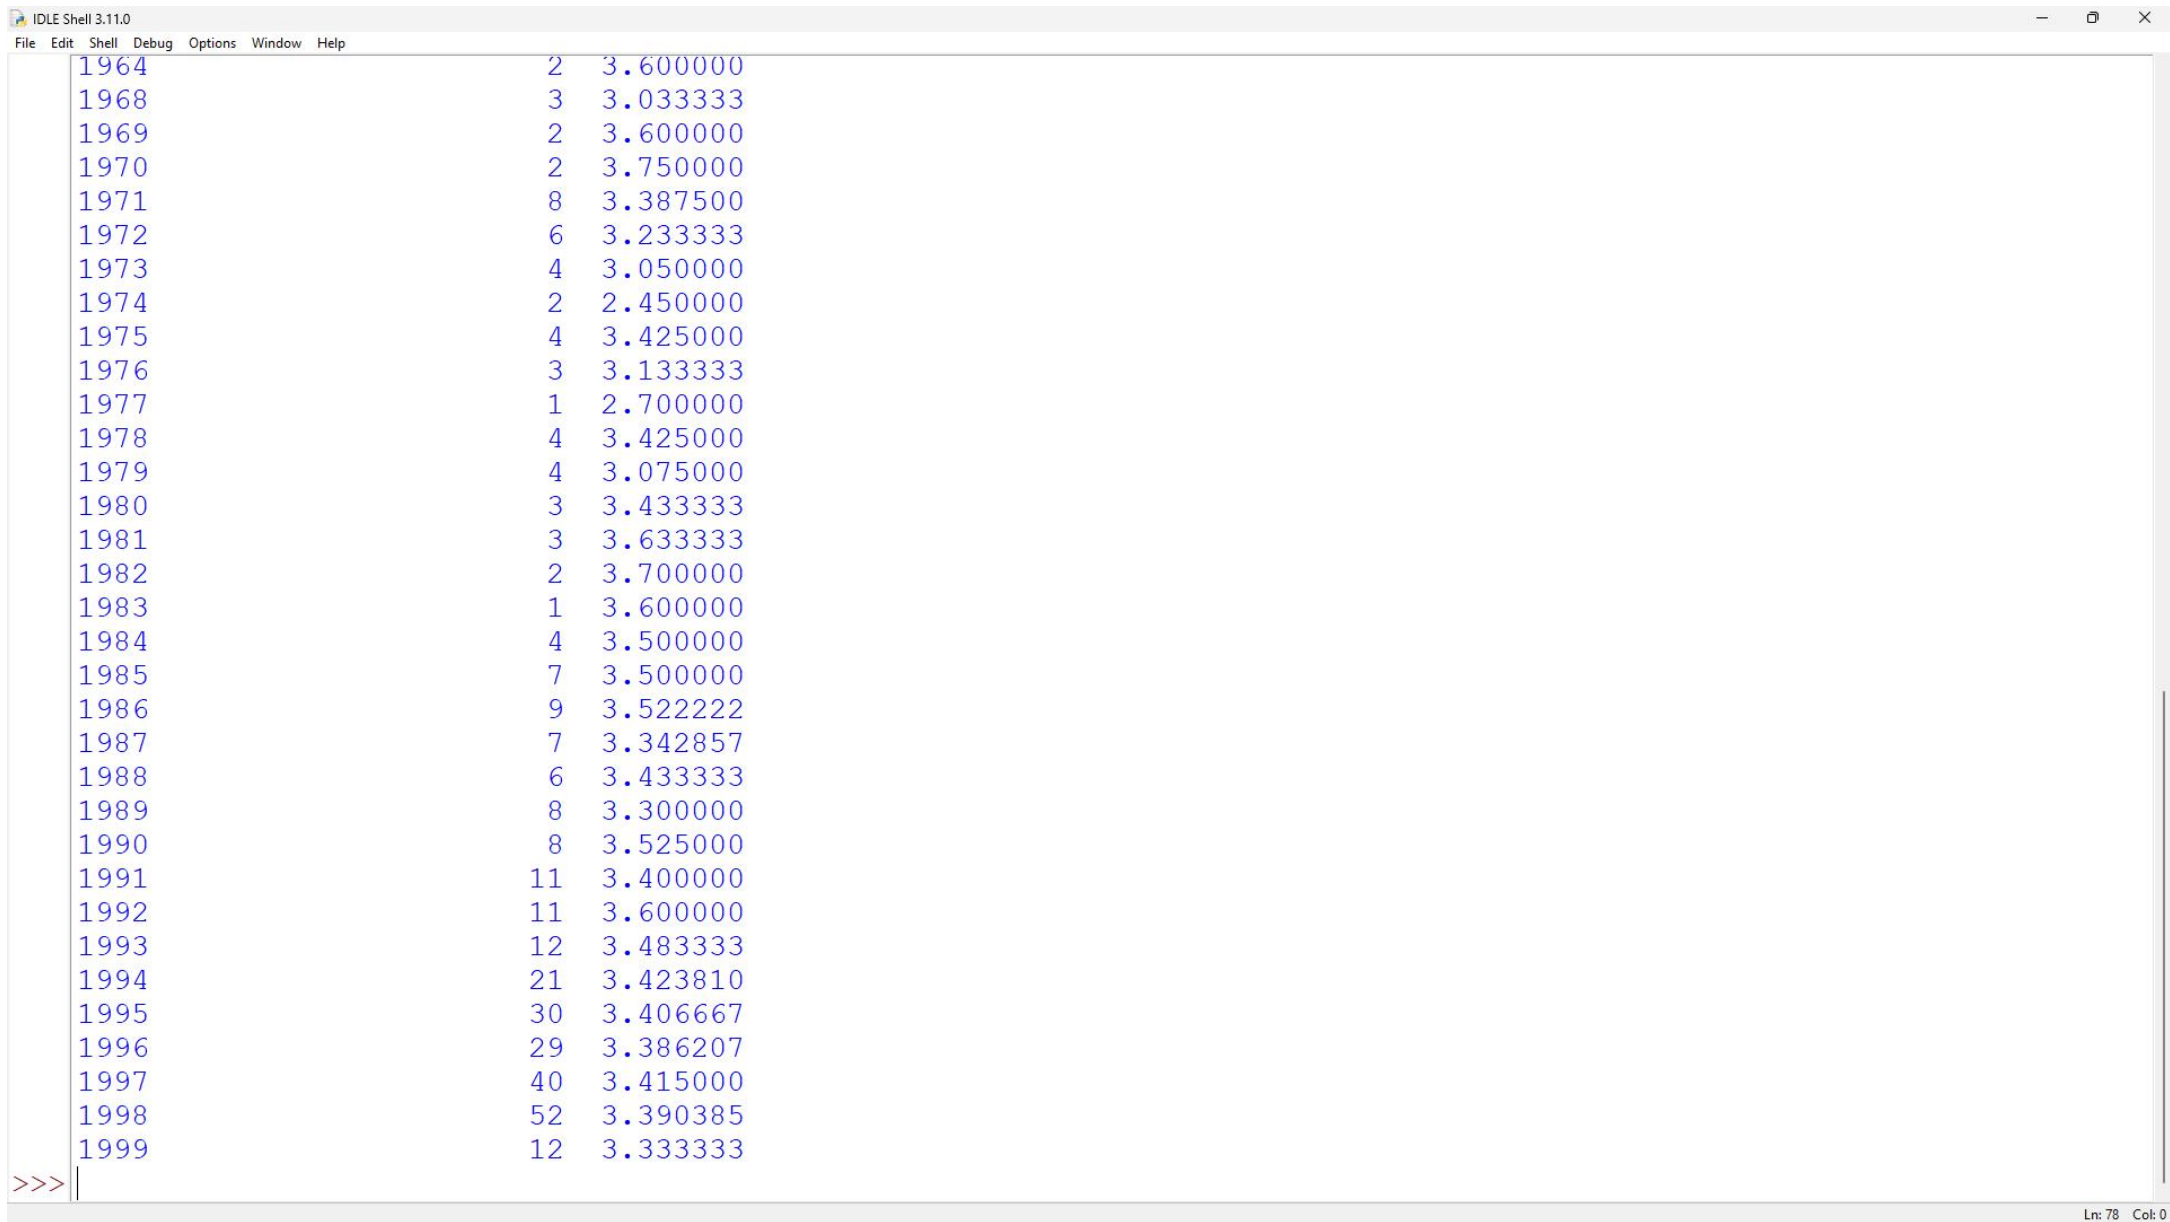 IDLE Shell 3.11.0
File Edit Shell Debug Options Window Help
1964 2 3.600000
1968 3 3.033333
1969 2 3.600000
1970 2 3.750000
1971 8 3.387500
1972 6 3.233333
1973 4 3.050000
1974 2 2.450000
1975 4 3.425000
1976 3 3.133333
1977 1 2.700000
1978 4 3.425000
1979 4 3.075000
1980 3 3.433333
1981 3 3.633333
1982 2 3.700000
1983 1 3.600000
1984 4 3.500000
1985 7 3.500000
1986 9 3.522222
1987 7 3.342857
1988 6 3.433333
1989 8 3.300000
1990 8 3.525000
1991 11 3.400000
1992 11 3.600000
1993 12 3.483333
1994 21 3.423810
1995 30 3.406667
1996 29 3.386207
1997 40 3.415000
1998 52 3.390385
1999 12 3.333333
>>>
Ln: 78 Col: 0